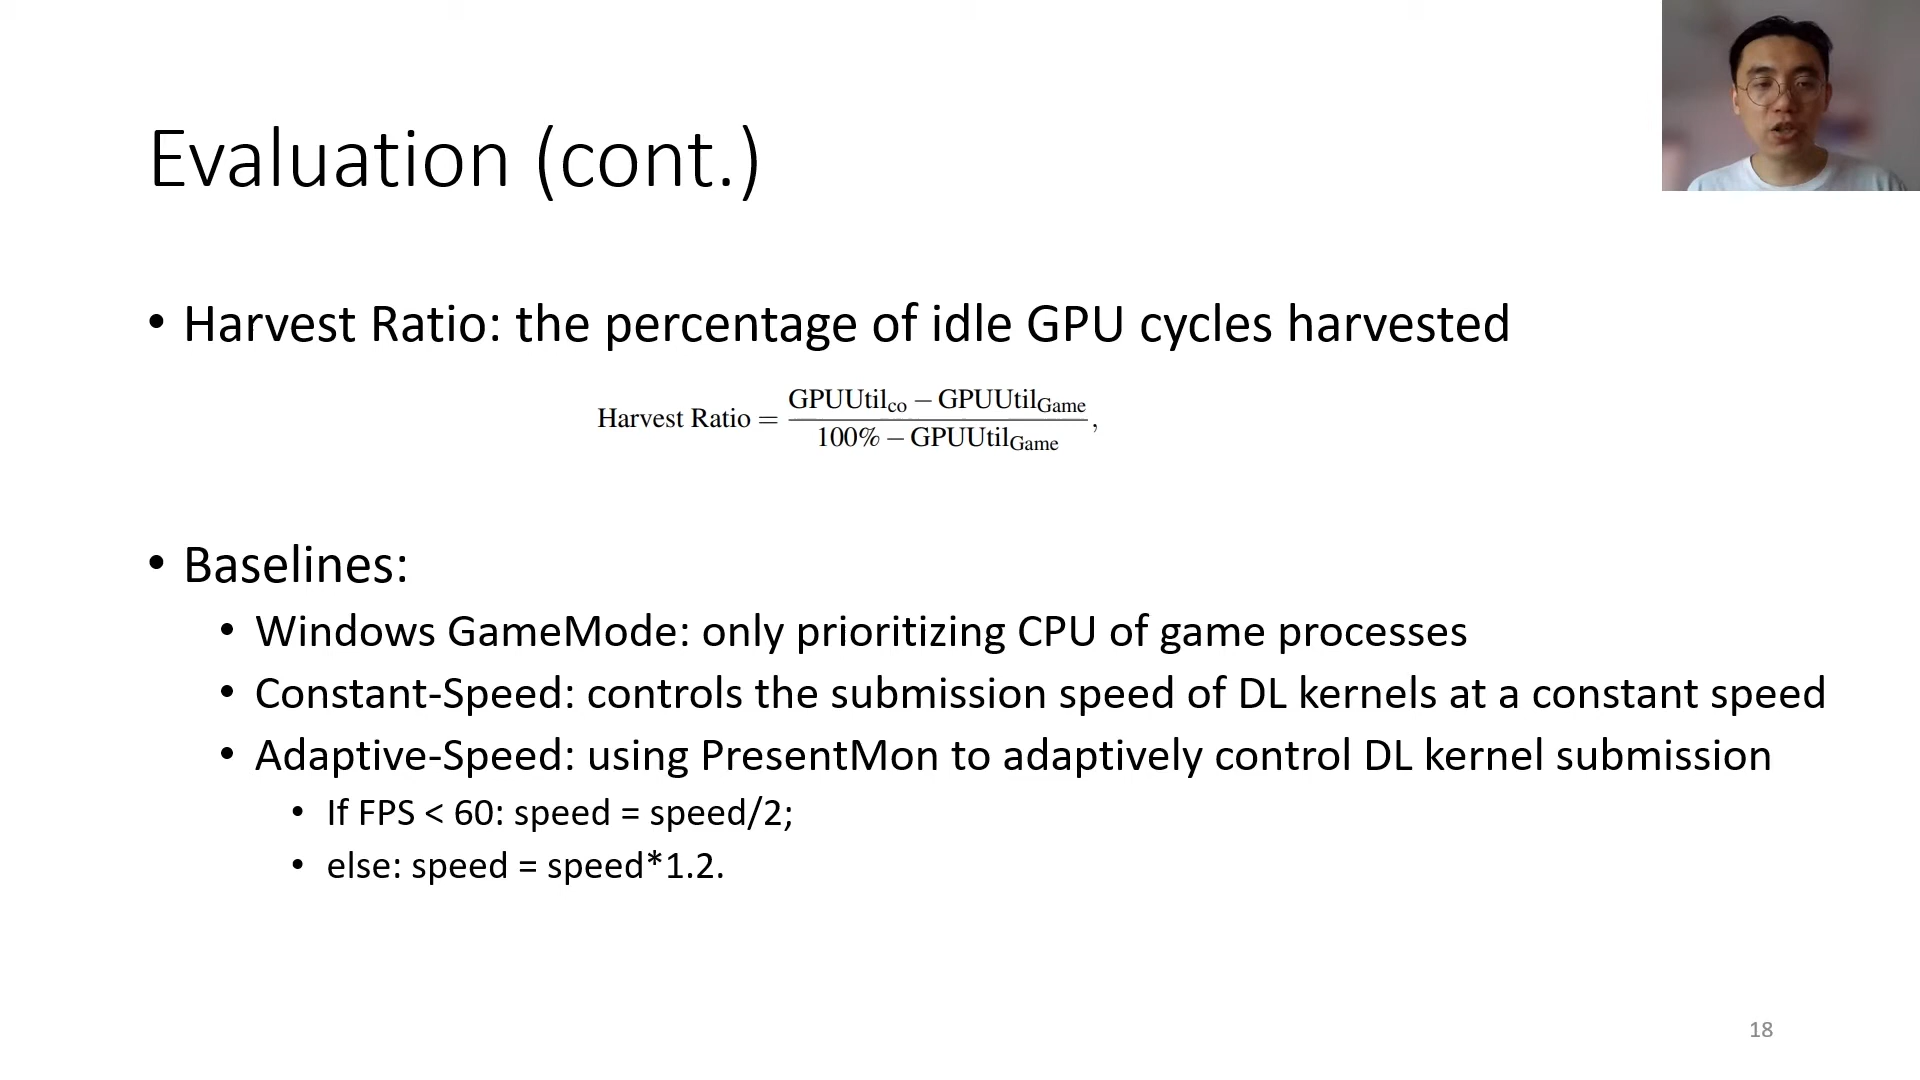 Evaluation (cont.)
• Harvest Ratio: the percentage of idle GPU cycles harvested
Harvest Ratio = (GPUUtil_co − GPUUtil_Game) / (100% − GPUUtil_Game),
• Baselines:
• Windows GameMode: only prioritizing CPU of game processes
• Constant-Speed: controls the submission speed of DL kernels at a constant speed
• Adaptive-Speed: using PresentMon to adaptively control DL kernel submission
• If FPS < 60: speed = speed/2;
• else: speed = speed*1.2.
18